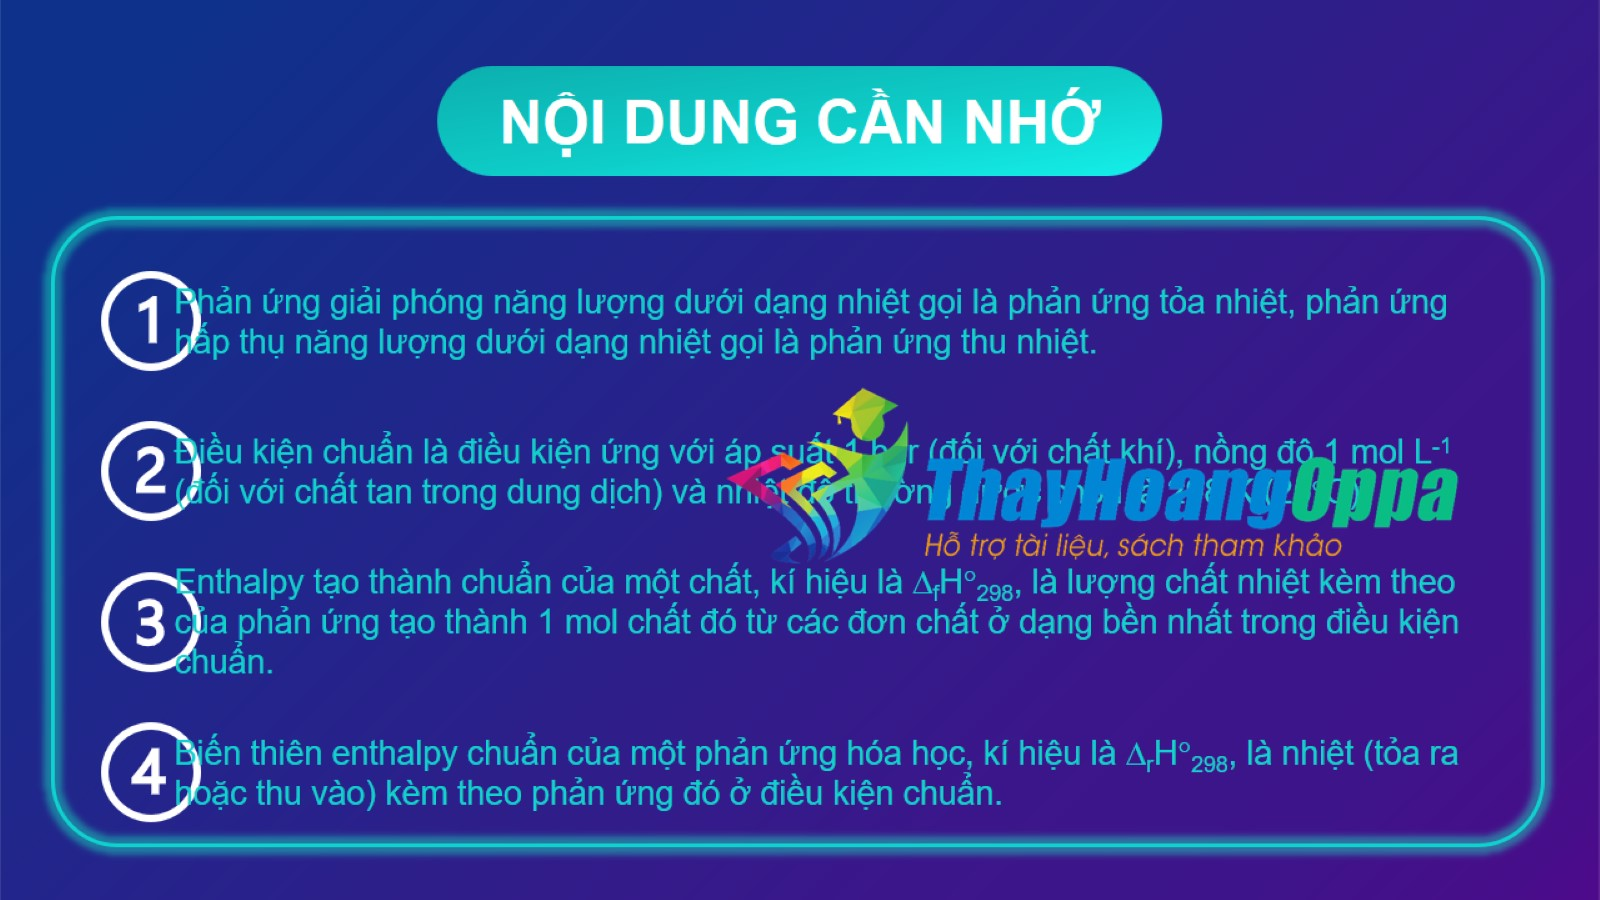 NỘI DUNG CẦN NHỚ
1
Phản ứng giải phóng năng lượng dưới dạng nhiệt gọi là phản ứng tỏa nhiệt, phản ứng
hấp thụ năng lượng dưới dạng nhiệt gọi là phản ứng thu nhiệt.
2
Điều kiện chuẩn là điều kiện ứng với áp suất 1 bar (đối với chất khí), nồng độ 1 mol L⁻¹
(đối với chất tan trong dung dịch) và nhiệt độ
ThayHoangOppa
Hỗ trợ tài liệu, sách tham khảo
3
Enthalpy tạo thành chuẩn của một chất, kí hiệu là ΔfH°298, là lượng chất nhiệt kèm theo
của phản ứng tạo thành 1 mol chất đó từ các đơn chất ở dạng bền nhất trong điều kiện
chuẩn.
4
Biến thiên enthalpy chuẩn của một phản ứng hóa học, kí hiệu là ΔrH°298, là nhiệt (tỏa ra
hoặc thu vào) kèm theo phản ứng đó ở điều kiện chuẩn.